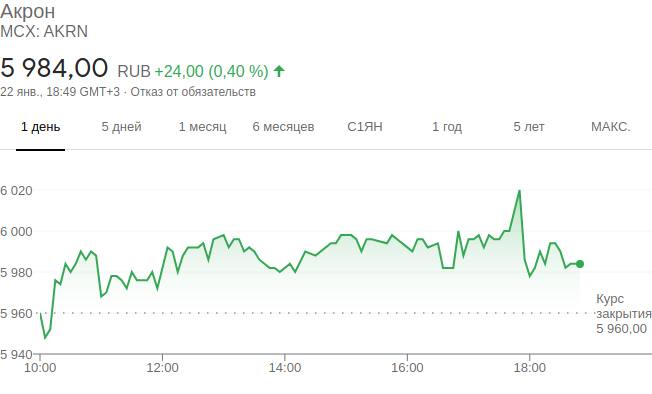 Акрон
MCX: AKRN
5 984,00 RUB +24,00 (0,40 %)
22 янв., 18:49 GMT+3 · Отказ от обязательств
1 день 5 дней 1 месяц 6 месяцев С1ЯН 1 год 5 лет МАКС.
6 020
6 000
5 980
5 960
5 940
Курс
закрытия
5 960,00
10:00 12:00 14:00 16:00 18:00